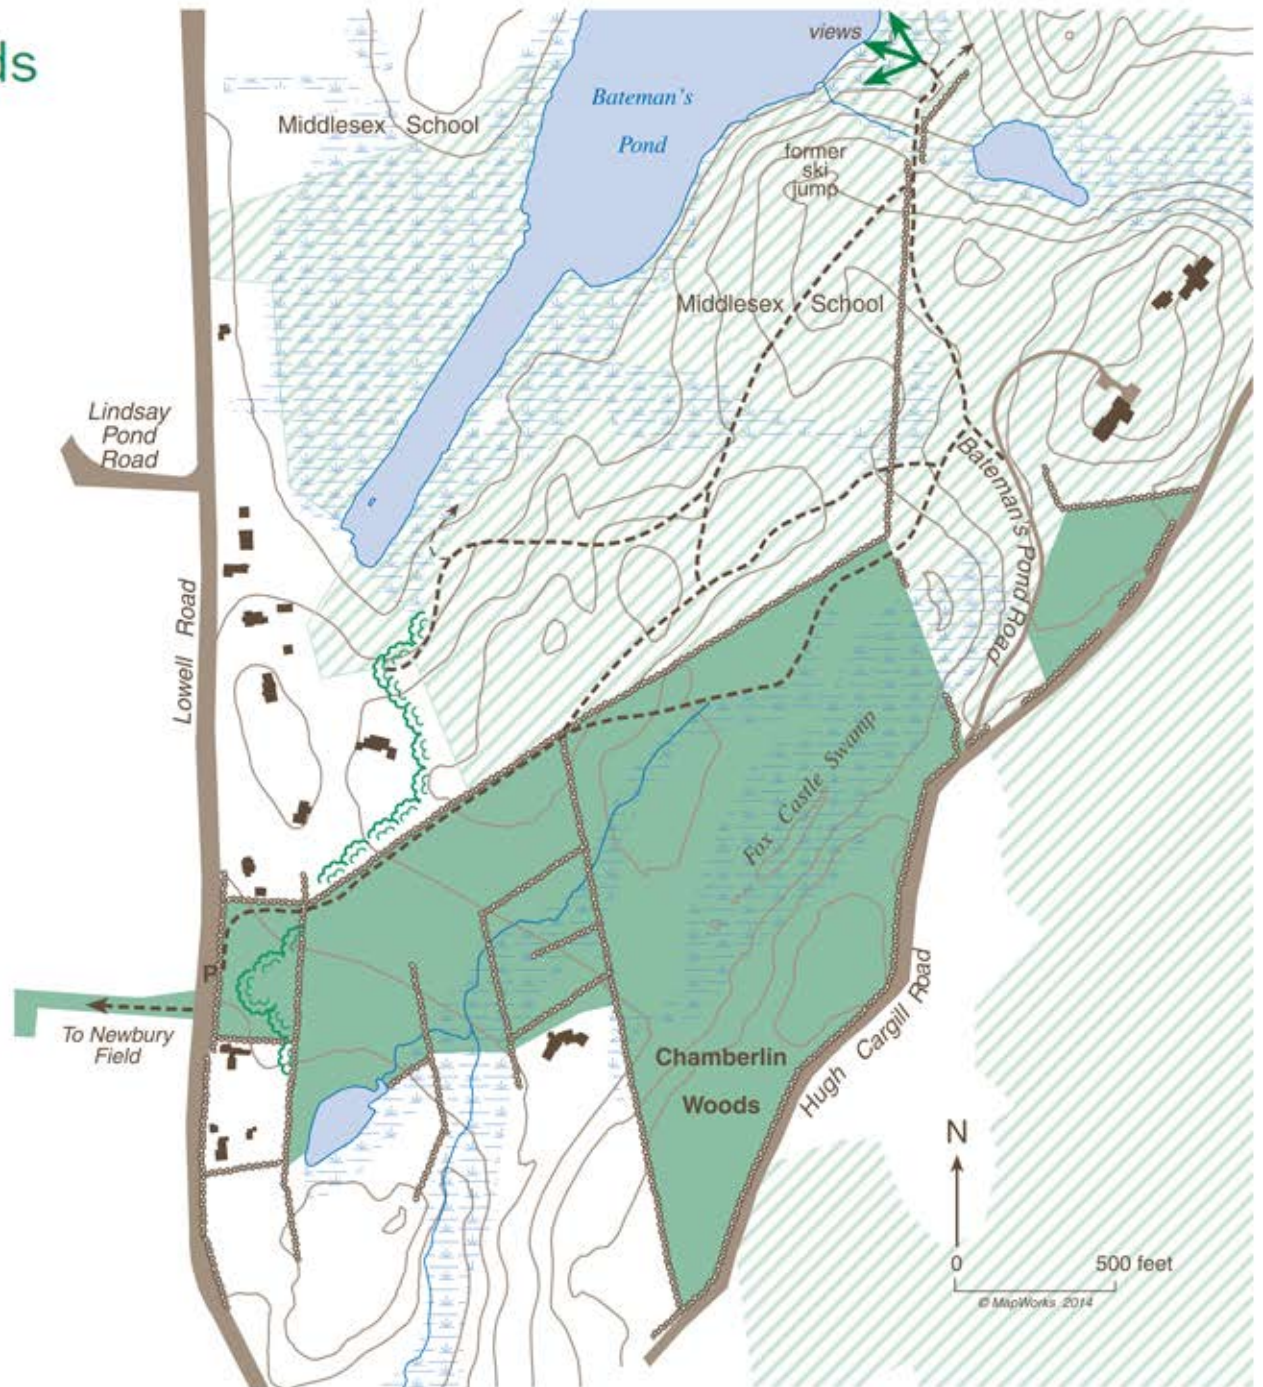 ds
views
Bateman's
Pond
Middlesex School
former
ski
jump
Middlesex School
Lindsay
Pond
Road
Bateman's Pond Road
Lowell Road
Fox Castle Swamp
P
To Newbury
Field
Hugh Cargill Road
Chamberlin
Woods
N
0 500 feet
© MapWorks 2014